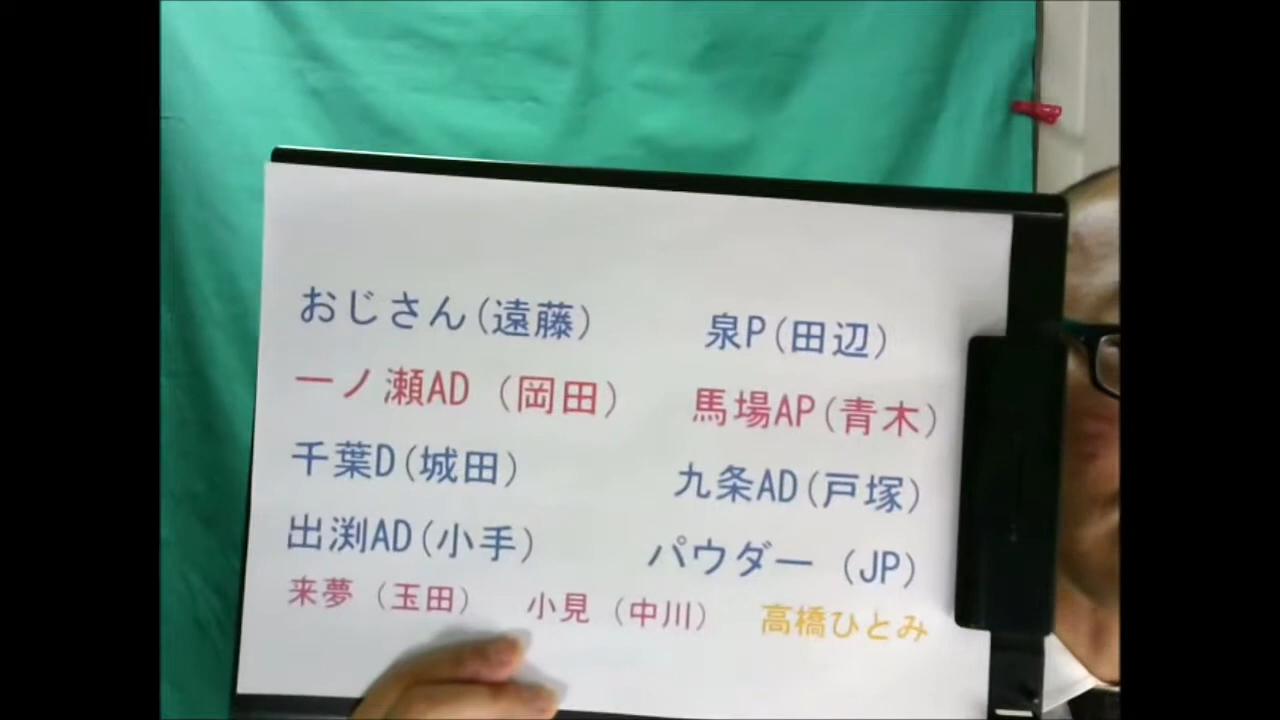 おじさん(遠藤) 泉P(田辺)
一ノ瀬AD (岡田) 馬場AP(青木)
千葉D(城田) 九条AD(戸塚)
出渕AD(小手) パウダー (JP)
来夢 (玉田) 小見 (中川) 高橋ひとみ